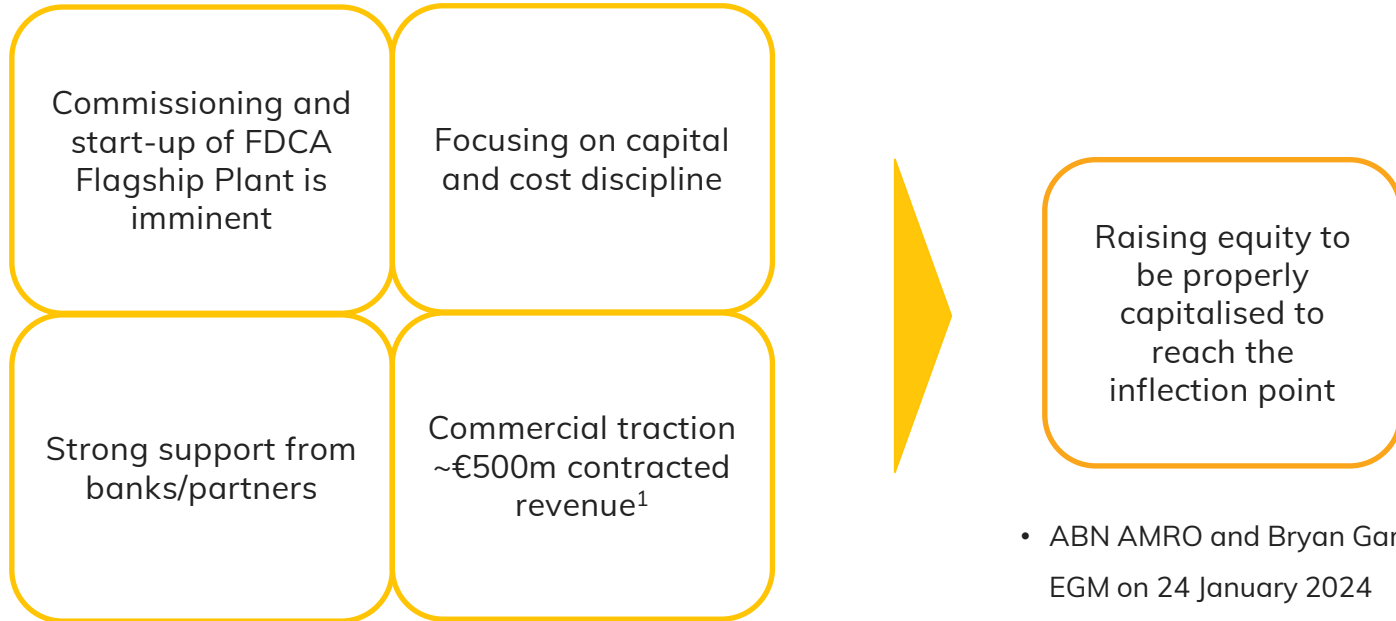 Commissioning and
start-up of FDCA
Flagship Plant is
imminent
Focusing on capital
and cost discipline
Strong support from
banks/partners
Commercial traction
~€500m contracted
revenue¹
Raising equity to
be properly
capitalised to
reach the
inflection point
• ABN AMRO and Bryan
EGM on 24 January 2024